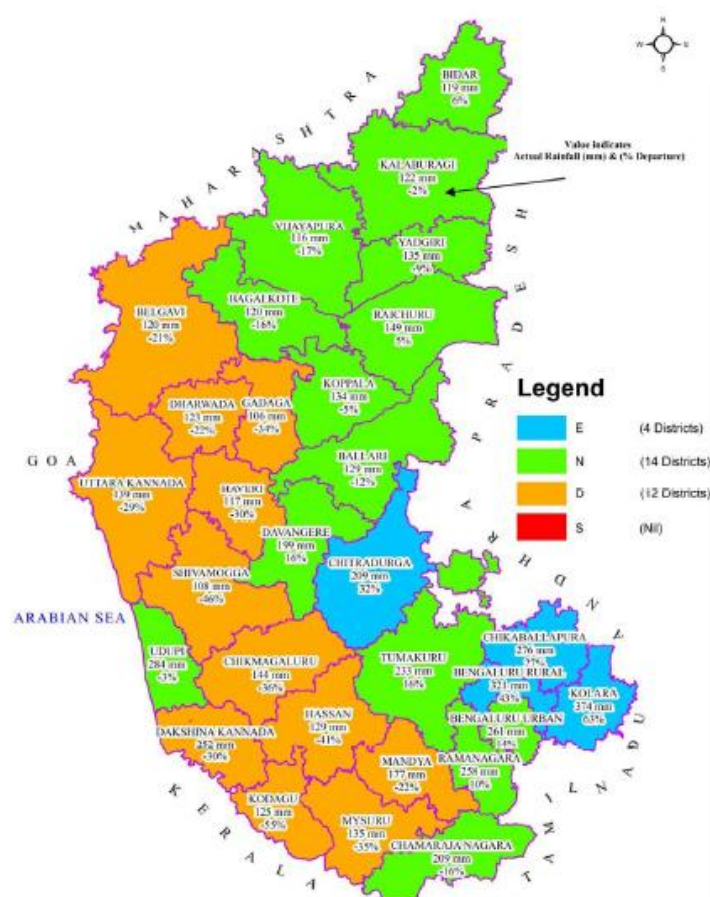 N
W
S
MAHARASHTRA
BIDAR
119 mm
6%
Value indicates
Actual Rainfall (mm) & (% Departure)
KALABURAGI
122 mm
-2%
VIJAYAPURA
116 mm
-17%
YADGIRI
135 mm
-9%
BELGAVI
120 mm
-21%
BAGALKOTE
120 mm
-16%
RAICHURU
149 mm
5%
KOPPALA
134 mm
-5%
DHARWADA
123 mm
-22%
GADAGA
106 mm
-34%
Legend
E (4 Districts)
N (14 Districts)
D (12 Districts)
S (Nil)
GOA
UTTARA KANNADA
139 mm
-29%
HAVERI
117 mm
-30%
BALLARI
129 mm
-12%
DAVANGERE
199 mm
16%
CHITRADURGA
209 mm
32%
ANDHRA PRADESH
SHIVAMOGGA
108 mm
-46%
ARABIAN SEA
UDUPI
284 mm
-3%
CHIKMAGALURU
144 mm
-36%
TUMAKURU
233 mm
16%
CHIKABALLAPURA
276 mm
BENGALURU RURAL
321 mm
43%
KOLARA
374 mm
63%
DAKSHINA KANNADA
252 mm
-30%
HASSAN
129 mm
-41%
BENGALURU URBAN
261 mm
14%
MANDYA
177 mm
-22%
RAMANAGARA
258 mm
10%
KODAGU
125 mm
-55%
MYSURU
135 mm
-35%
CHAMARAJA NAGARA
209 mm
-16%
KERALA
TAMILNADU